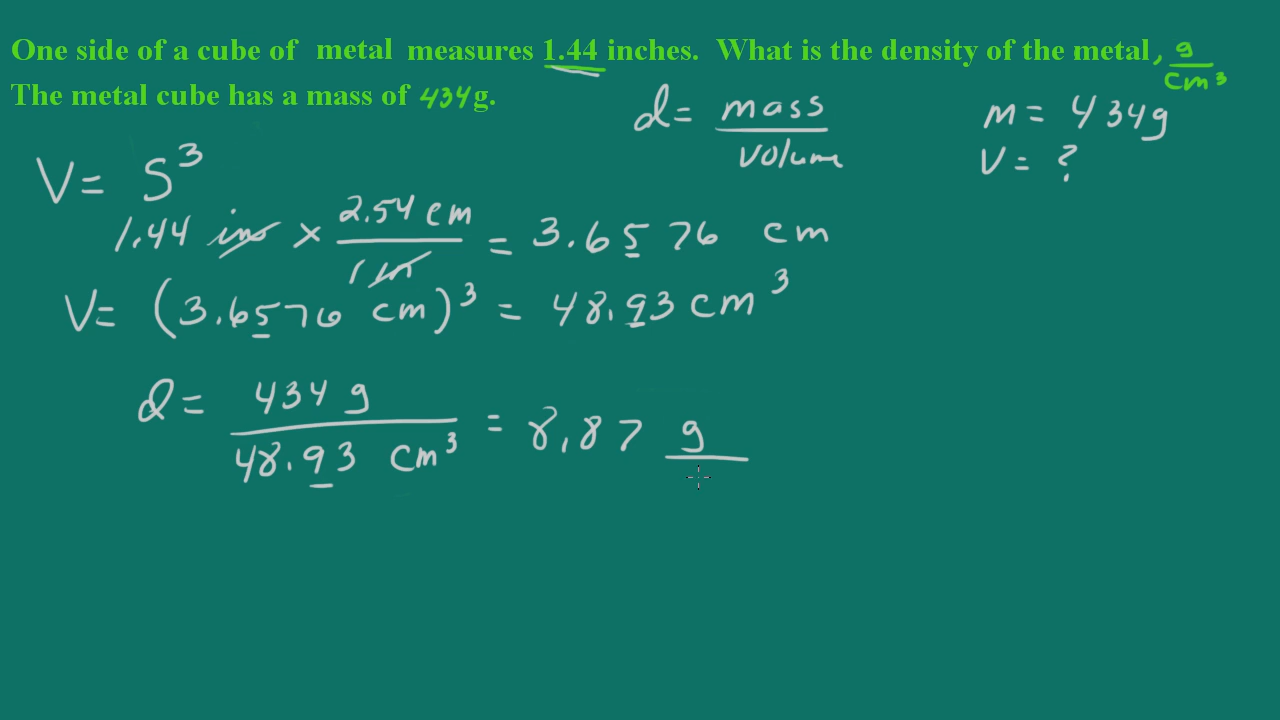 One side of a cube of metal measures 1.44 inches. What is the density of the metal, g/cm³
The metal cube has a mass of 434g.
d = mass/volume
m = 434g
V = ?
V = S³
1.44 ins × 2.54 cm/1 in = 3.6576 cm
V = (3.6576 cm)³ = 48.93 cm³
D = 434 g/48.93 cm³ = 8.87 g